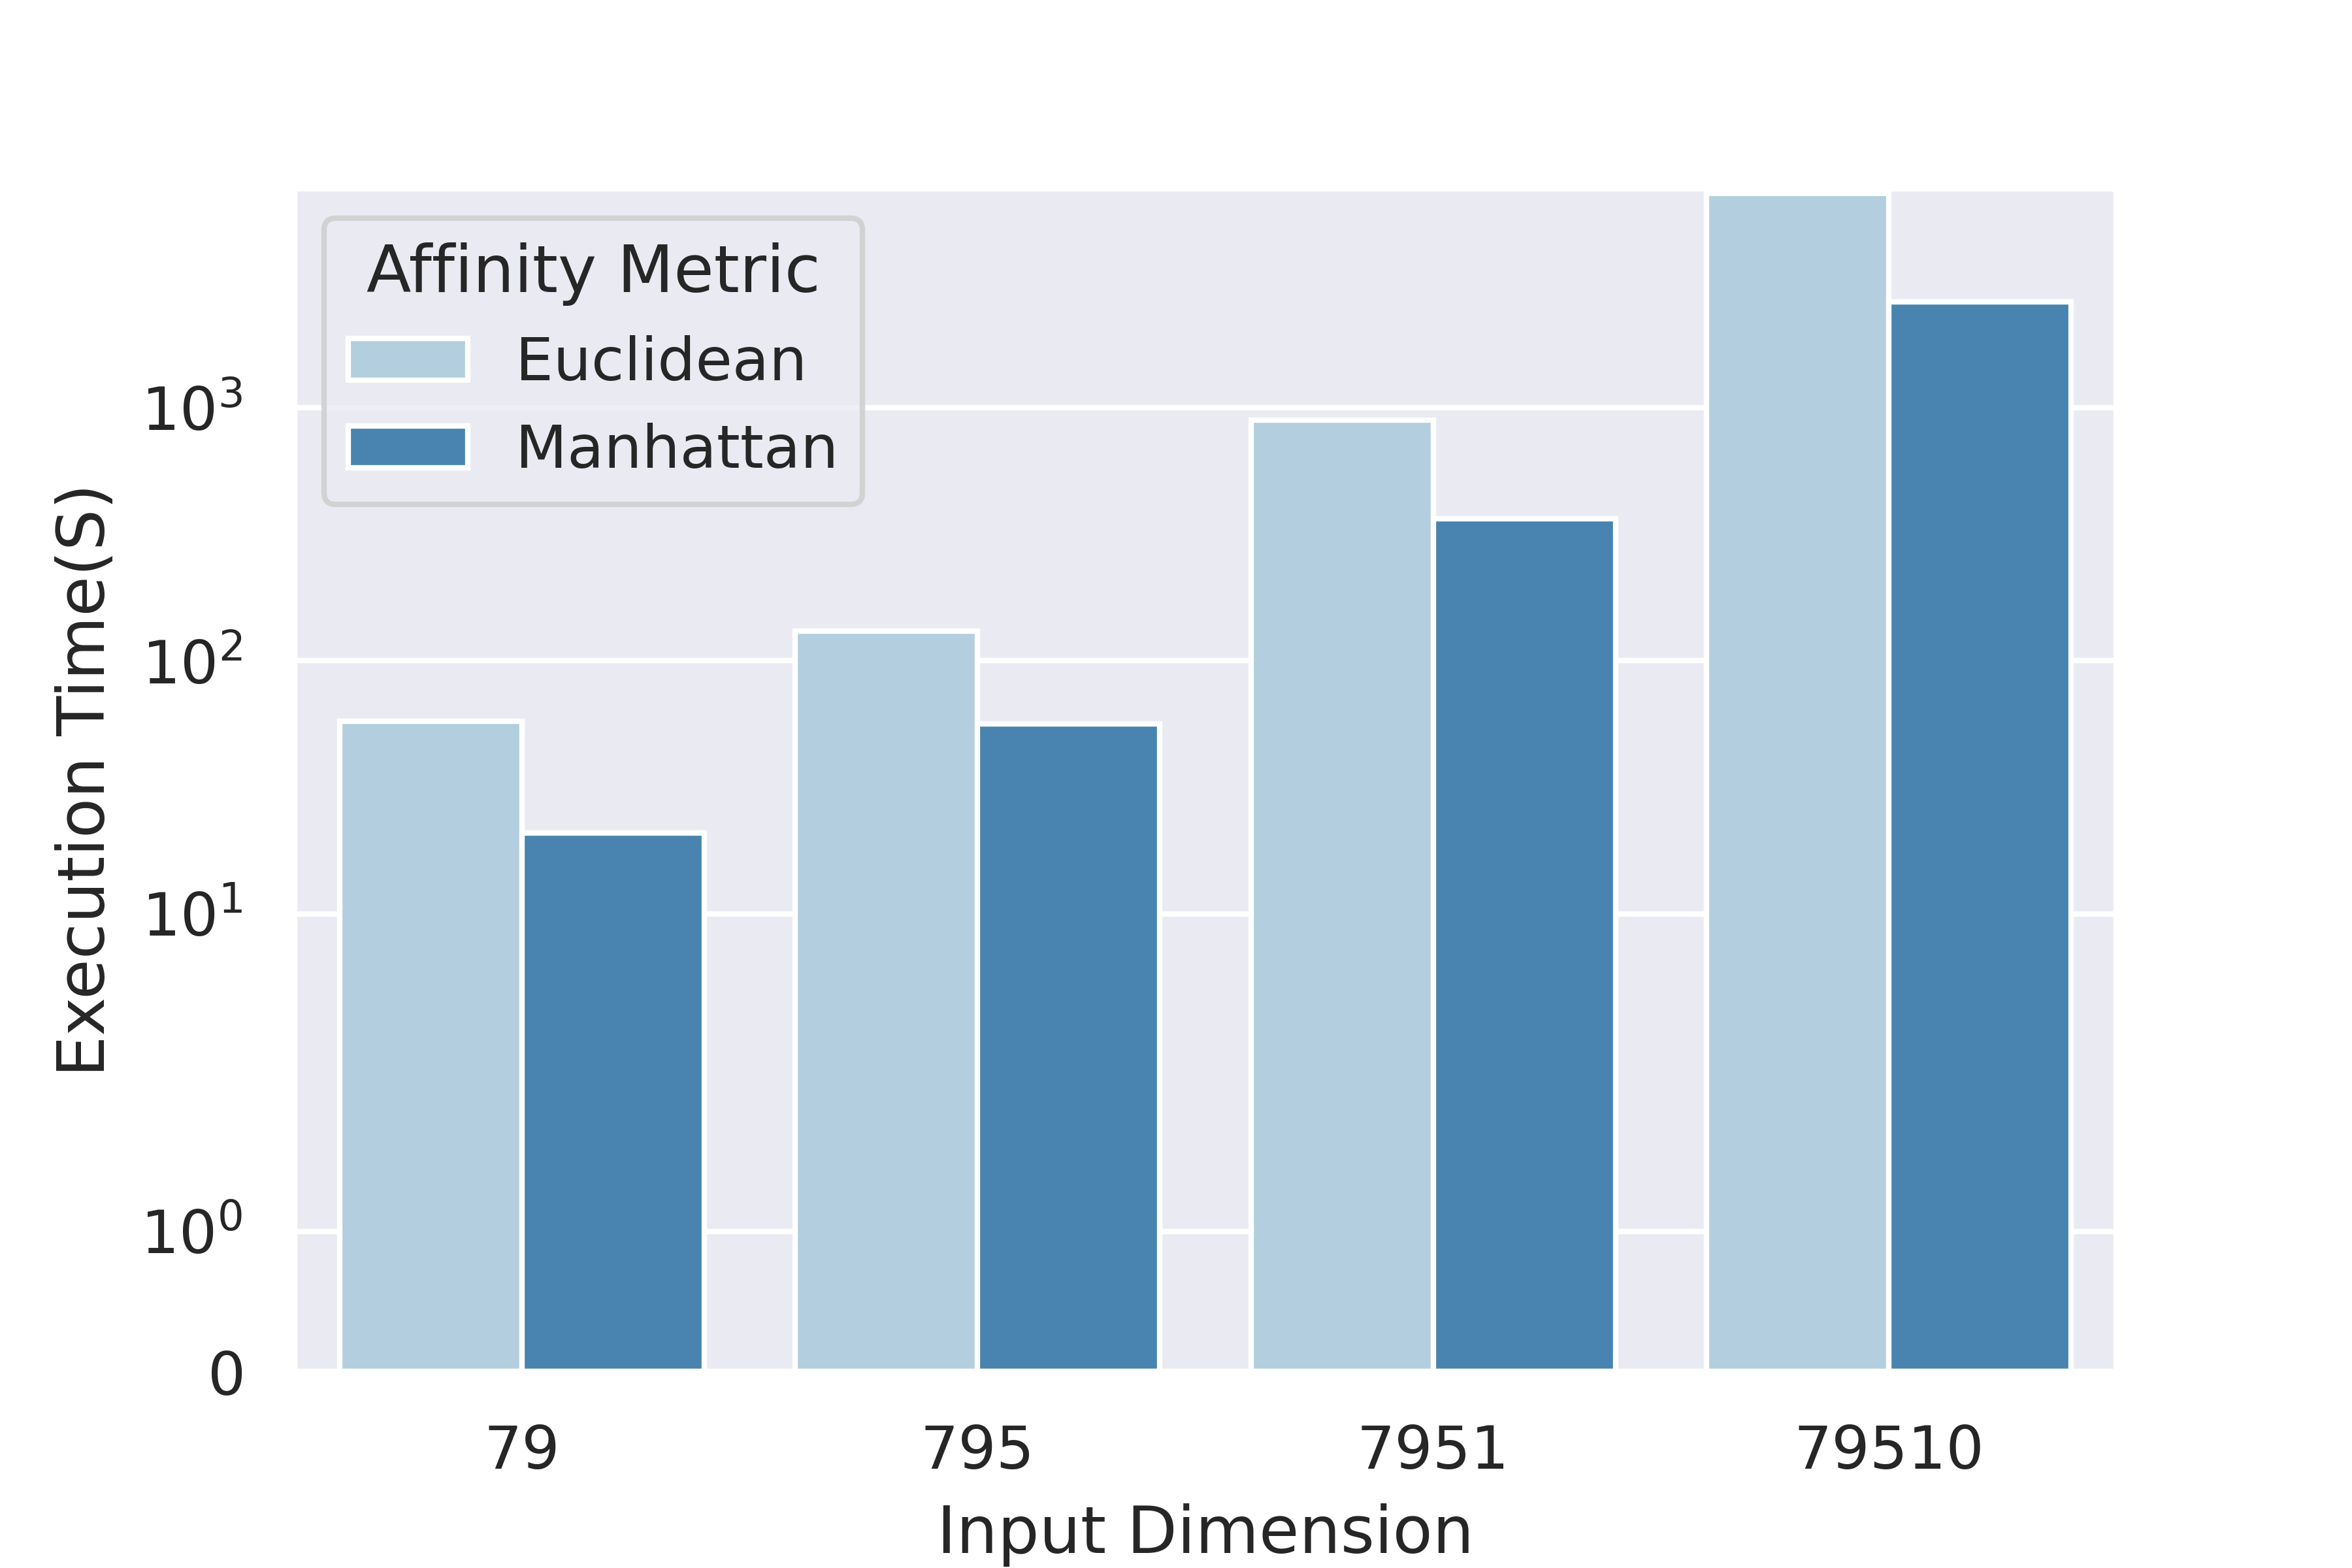 Affinity Metric
Euclidean
Manhattan
Execution Time(S)
10³
10²
10¹
10⁰
0
79 795 7951 79510
Input Dimension